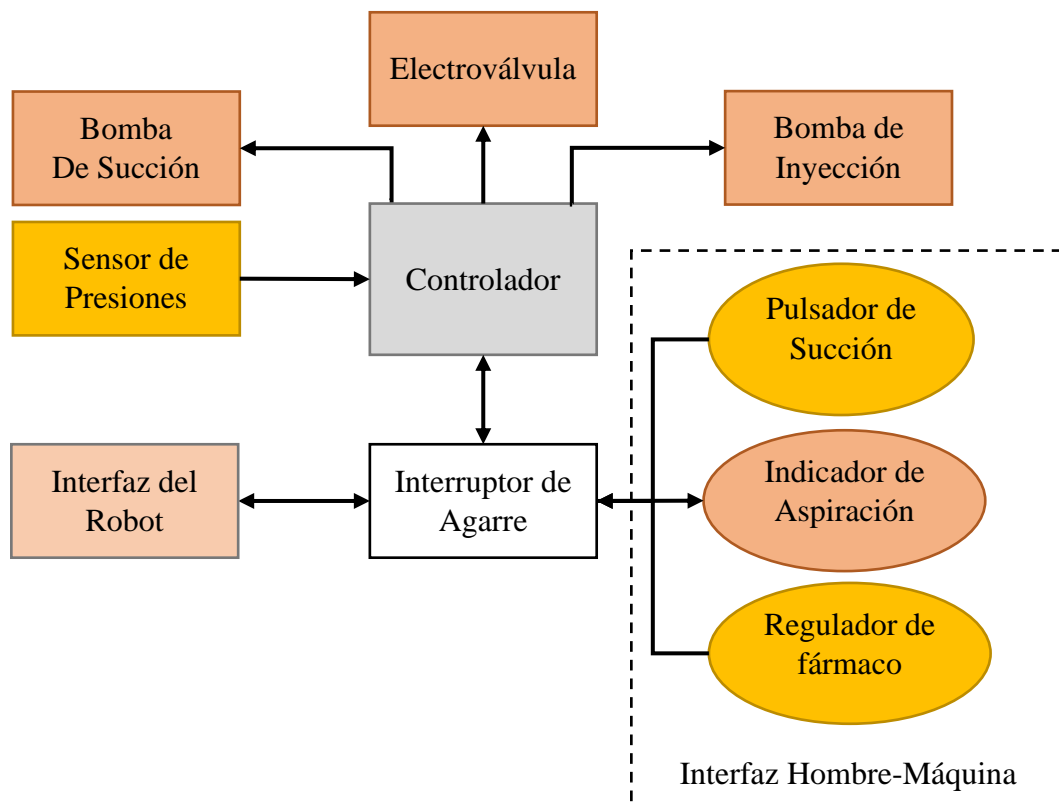 Electroválvula
Bomba
De Succión
Bomba de
Inyección
Sensor de
Presiones
Controlador
Pulsador de
Succión
Interfaz del
Robot
Interruptor de
Agarre
Indicador de
Aspiración
Regulador de
fármaco
Interfaz Hombre-Máquina